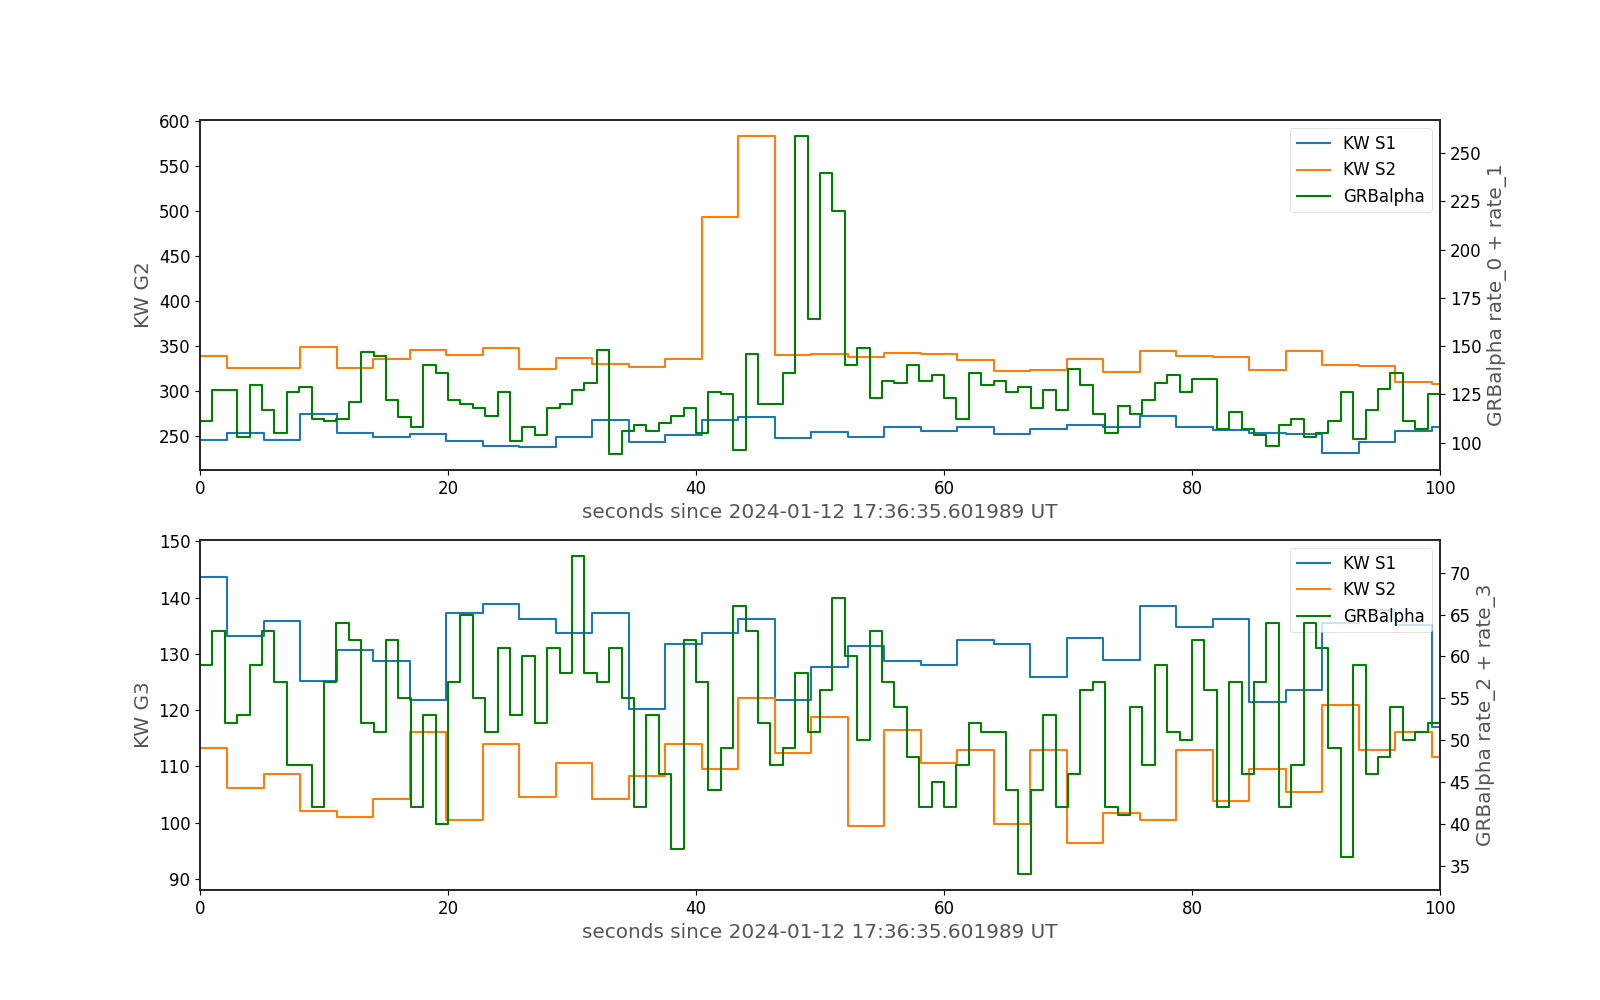 600
550
500
450
400
350
300
250
KW G2
KW S1
KW S2
GRBalpha
250
225
200
175
150
125
100
GRBalpha rate_0 + rate_1
0 20 40 60 80 100
seconds since 2024-01-12 17:36:35.601989 UT
150
140
130
120
110
100
90
KW G3
KW S1
KW S2
GRBalpha
70
65
60
55
50
45
40
35
GRBalpha rate_2 + rate_3
0 20 40 60 80 100
seconds since 2024-01-12 17:36:35.601989 UT